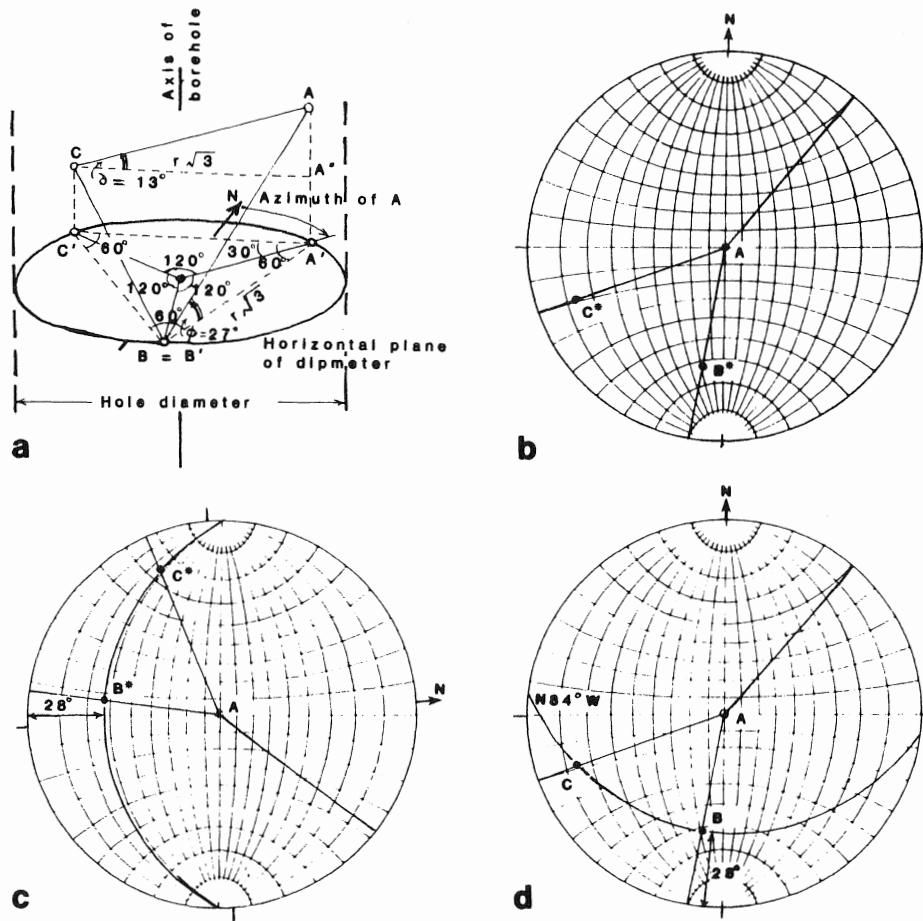 Axis of
borehole
A
C
r√3
A"
∂= 13°
N
Azimuth of A
C'
60°
120°
30°
60°
A'
120°
120°
r√3
60°
Φ=27°
B = B'
Horizontal plane
of dipmeter
Hole diameter
a
N
A
C*
B*
b
C*
B*
N
28°
A
c
N
N84°W
A
C
B
28°
d